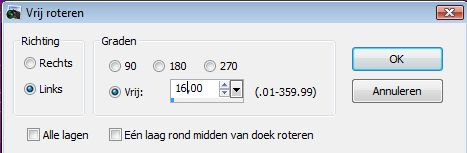 Vrij roteren
Richting
Graden
Rechts
90
180
270
OK
Links
Vrij:
16.00
(.01-359.99)
Annuleren
Alle lagen
Eén laag rond midden van doek roteren